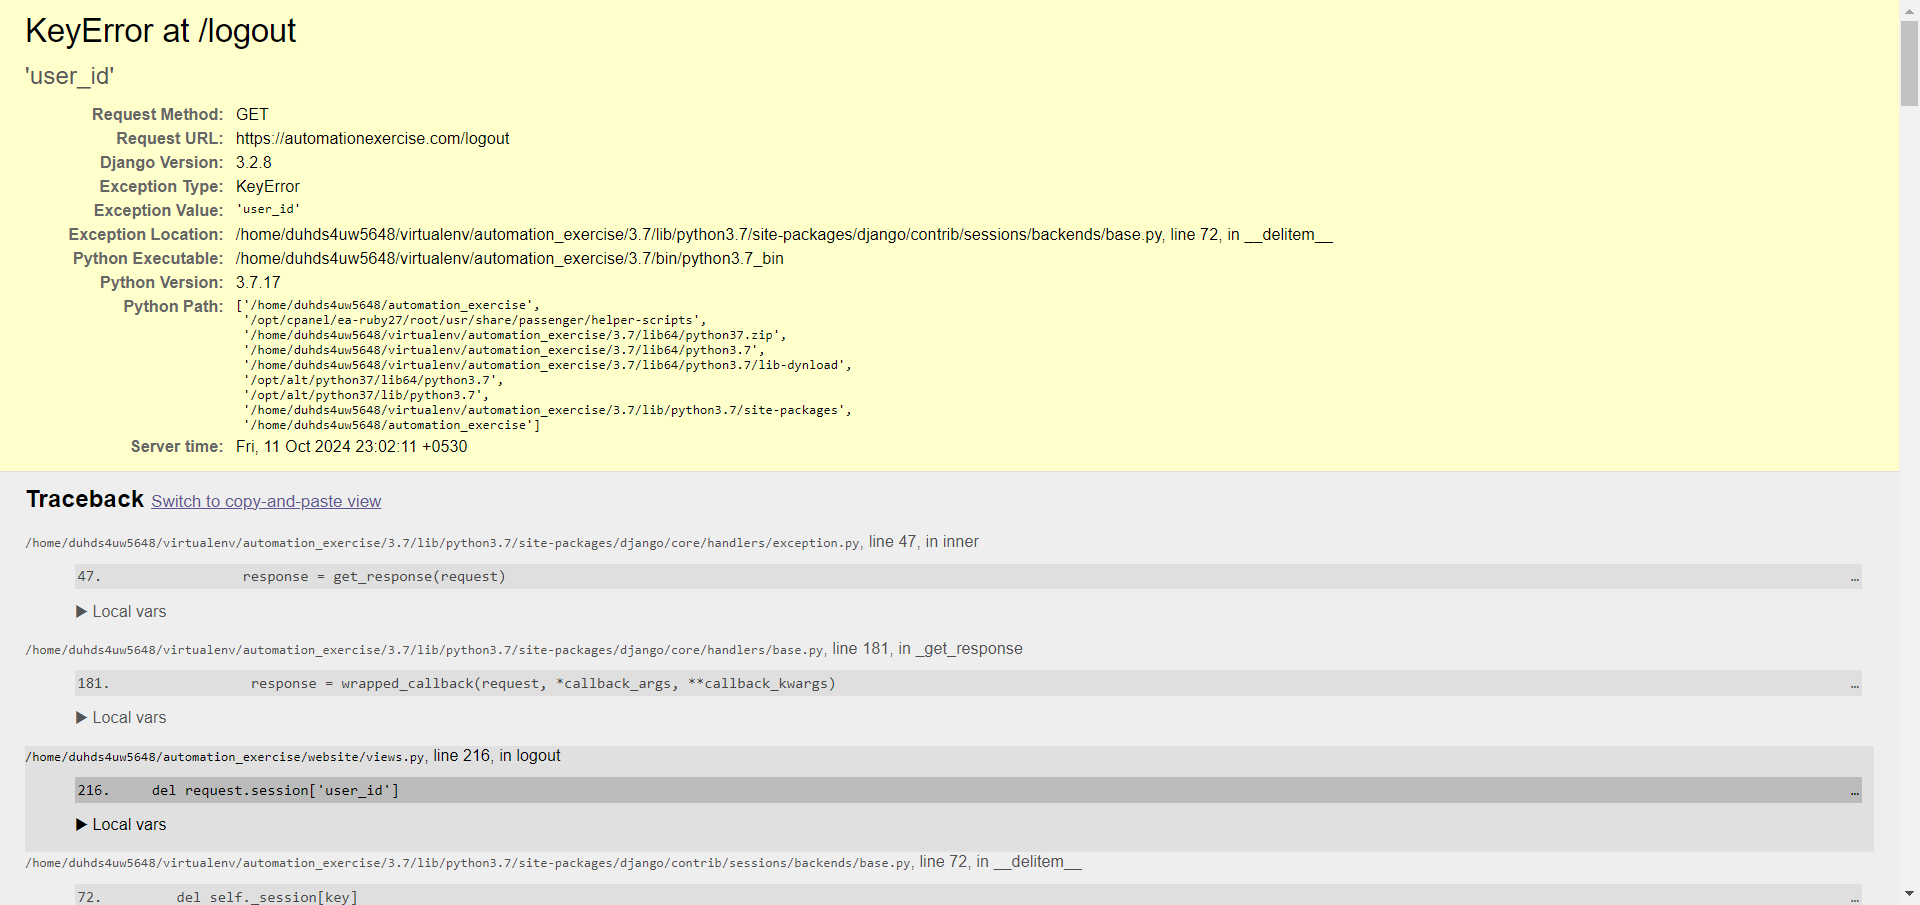 KeyError at /logout
'user_id'
Request Method: GET
Request URL: https://automationexercise.com/logout
Django Version: 3.2.8
Exception Type: KeyError
Exception Value: 'user_id'
Exception Location: /home/duhds4uw5648/virtualenv/automation_exercise/3.7/lib/python3.7/site-packages/django/contrib/sessions/backends/base.py, line 72, in __delitem__
Python Executable: /home/duhds4uw5648/virtualenv/automation_exercise/3.7/bin/python3.7_bin
Python Version: 3.7.17
Python Path: ['/home/duhds4uw5648/automation_exercise',
'/opt/cpanel/ea-ruby27/root/usr/share/passenger/helper-scripts',
'/home/duhds4uw5648/virtualenv/automation_exercise/3.7/lib64/python37.zip',
'/home/duhds4uw5648/virtualenv/automation_exercise/3.7/lib64/python3.7',
'/home/duhds4uw5648/virtualenv/automation_exercise/3.7/lib64/python3.7/lib-dynload',
'/opt/alt/python37/lib64/python3.7',
'/opt/alt/python37/lib/python3.7',
'/home/duhds4uw5648/virtualenv/automation_exercise/3.7/lib/python3.7/site-packages',
'/home/duhds4uw5648/automation_exercise']
Server time: Fri, 11 Oct 2024 23:02:11 +0530
Traceback Switch to copy-and-paste view
/home/duhds4uw5648/virtualenv/automation_exercise/3.7/lib/python3.7/site-packages/django/core/handlers/exception.py, line 47, in inner
47. response = get_response(request) …
▶ Local vars
/home/duhds4uw5648/virtualenv/automation_exercise/3.7/lib/python3.7/site-packages/django/core/handlers/base.py, line 181, in _get_response
181. response = wrapped_callback(request, *callback_args, **callback_kwargs) …
▶ Local vars
/home/duhds4uw5648/automation_exercise/website/views.py, line 216, in logout
216. del request.session['user_id'] …
▶ Local vars
/home/duhds4uw5648/virtualenv/automation_exercise/3.7/lib/python3.7/site-packages/django/contrib/sessions/backends/base.py, line 72, in __delitem__
72. del self._session[key] …